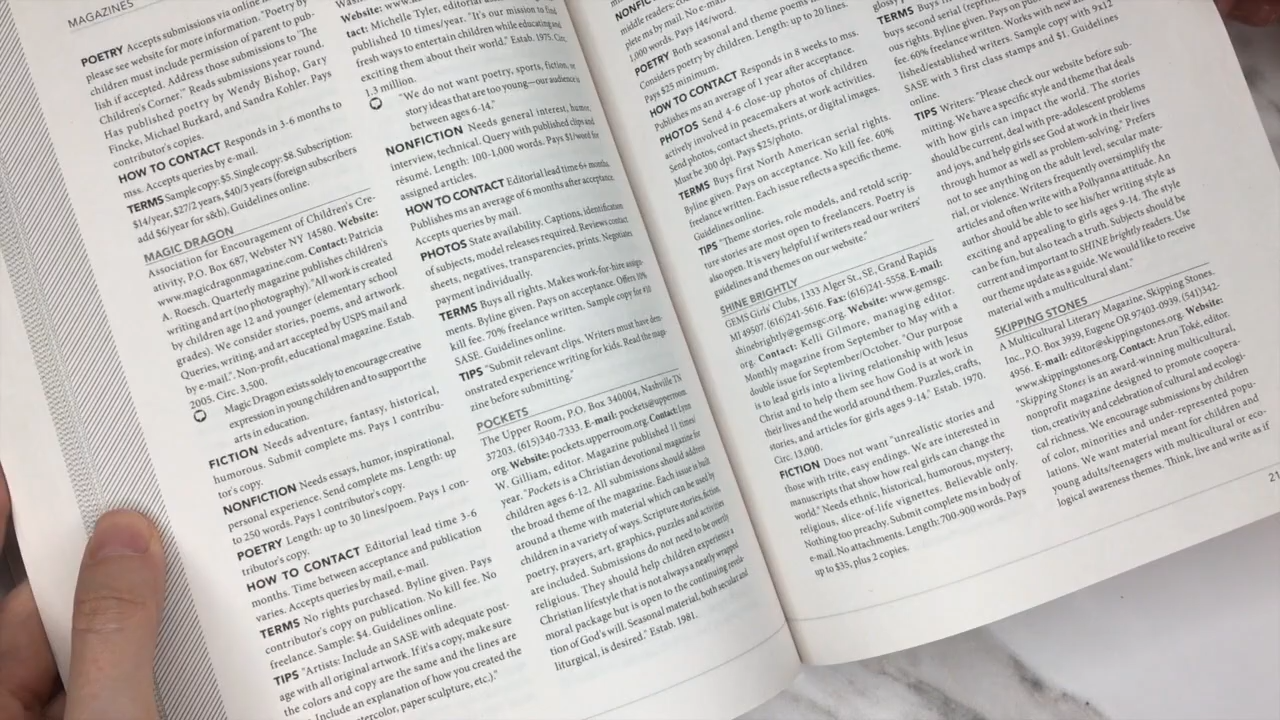 MAGAZINES
POETRY Accepts submissions via online
please see website for more information. "Poetry by
children must include permission of parent to pub-
lish if accepted. Address those submissions to 'The
Children's Corner.' Reads submissions year round.
Has published poetry by Wendy Bishop, Gary
Fincke, Michael Burkard, and Sandra Kohler. Pays
contributor's copies.
HOW TO CONTACT Responds in 3-6 months to
mss. Accepts queries by e-mail.
TERMS Sample copy: $5. Single copy: $8. Subscription:
$14/year, $27/2 years, $40/3 years (foreign subscribers
add $6/year for s&h). Guidelines online.
MAGIC DRAGON
Association for Encouragement of Children's Cre-
ativity, P.O. Box 687, Webster NY 14580. Website:
www.magicdragonmagazine.com. Contact: Patricia
A. Roesch. Quarterly magazine publishes children's
writing and art (no photography). "All work is created
by children age 12 and younger (elementary school
grades). We consider stories, poems, and artwork.
Queries, writing, and art accepted by USPS mail and
by e-mail.". Non-profit, educational magazine. Estab.
2005. Circ. 3,500.
Magic Dragon exists solely to encourage creative
expression in young children and to support the
arts in education.
FICTION Needs adventure, fantasy, historical,
humorous. Submit complete ms. Pays 1 contribu-
tor's copy.
NONFICTION Needs essays, humor, inspirational,
personal experience. Send complete ms. Length: up
to 250 words. Pays 1 contributor's copy.
POETRY Length: up to 30 lines/poem. Pays 1 con-
tributor's copy.
HOW TO CONTACT Editorial lead time 3-6
months. Time between acceptance and publication
varies. Accepts queries by mail, e-mail.
TERMS No rights purchased. Byline given. Pays
contributor's copy on publication. No kill fee. No
freelance. Sample: $4. Guidelines online.
TIPS "Artists: Include an SASE with adequate post-
age with all original artwork. If it's a copy, make sure
the colors and copy are the same and the lines are
Include an explanation of how you created the
watercolor, paper sculpture, etc.)."
Website: www.
tact: Michelle Tyler, editorial
published 10 times/year. "It's our mission to find
fresh ways to entertain children while educating and
exciting them about their world." Estab. 1975. Circ.
1.3 million.
"We do not want poetry, sports, fiction, or
story ideas that are too young—our audience is
between ages 6-14."
NONFICTION Needs general interest, humor,
interview, technical. Query with published clips and
résumé. Length: 100-1,000 words. Pays $1/word for
assigned articles.
HOW TO CONTACT Editorial lead time 6+ months.
Publishes ms an average of 6 months after acceptance.
Accepts queries by mail.
PHOTOS State availability. Captions, identification
of subjects, model releases required. Reviews contact
sheets, negatives, transparencies, prints. Negotiates
payment individually.
TERMS Buys all rights. Makes work-for-hire assign-
ments. Byline given. Pays on acceptance. Offers 30%
kill fee. 70% freelance written. Sample copy for $10
SASE. Guidelines online.
TIPS "Submit relevant clips. Writers must have dem-
onstrated experience writing for kids. Read the maga-
zine before submitting."
POCKETS
The Upper Room, P.O. Box 340004, Nashville TN
37203. (615)340-7333. E-mail: pockets@upperroom.
org. Website: pockets.upperroom.org. Contact: Lynn
W. Gilliam, editor. Magazine published 11 times/
year. "Pockets is a Christian devotional magazine for
children ages 6-12. All submissions should address
the broad theme of the magazine. Each issue is built
around a theme with material which can be used by
children in a variety of ways. Scripture stories, fiction,
poetry, prayers, art, graphics, puzzles and activities
are included. Submissions do not need to be overtly
religious. They should help children experience a
Christian lifestyle that is not always a neatly wrapped
moral package but is open to the continuing revela-
tion of God's will. Seasonal material, both secular and
liturgical, is desired." Estab. 1981.
NONFIC
middle readers: co
plete ms by mail. No e-ma
1,000 words. Pays 14¢/word.
POETRY Both seasonal and theme poems
Considers poetry by children. Length: up to 20 lines.
Pays $25 minimum.
HOW TO CONTACT Responds in 8 weeks to mss.
Publishes ms an average of 1 year after acceptance.
PHOTOS Send 4-6 close-up photos of children
actively involved in peacemakers at work activities.
Send photos, contact sheets, prints, or digital images.
Must be 300 dpi. Pays $25/photo.
TERMS Buys first North American serial rights.
Byline given. Pays on acceptance. No kill fee. 60%
freelance written. Each issue reflects a specific theme.
Guidelines online.
TIPS "Theme stories, role models, and retold scrip-
ture stories are most open to freelancers. Poetry is
also open. It is very helpful if writers read our writers'
guidelines and themes on our website."
SHINE BRIGHTLY
GEMS Girls' Clubs, 1333 Alger St., SE, Grand Rapids
MI 49507. (616)241-5616. Fax: (616)241-5558. E-mail:
shinebrightly@gemsgc.org. Website: www.gemsgc.
org. Contact: Kelli Gilmore, managing editor.
Monthly magazine from September to May with a
double issue for September/October. "Our purpose
is to lead girls into a living relationship with Jesus
Christ and to help them see how God is at work in
their lives and the world around them. Puzzles, crafts,
stories, and articles for girls ages 9-14." Estab. 1970.
Circ. 13,000.
FICTION Does not want "unrealistic stories and
those with trite, easy endings. We are interested in
manuscripts that show how real girls can change the
world." Needs ethnic, historical, humorous, mystery,
religious, slice-of-life vignettes. Believable only.
Nothing too preachy. Submit complete ms in body of
e-mail. No attachments. Length: 700-900 words. Pays
up to $35, plus 2 copies.
glossy
TERMS Buys
buys second serial (reprint
ous rights. Byline given. Pays on pub
fee. 60% freelance written. Works with new an
lished/established writers. Sample copy with 9x12
SASE with 3 first class stamps and $1. Guidelines
online.
TIPS Writers: "Please check our website before sub-
mitting. We have a specific style and theme that deals
with how girls can impact the world. The stories
should be current, deal with pre-adolescent problems
and joys, and help girls see God at work in their lives
through humor as well as problem-solving." Prefers
not to see anything on the adult level, secular mate-
rial, or violence. Writers frequently oversimplify the
articles and often write with a Pollyanna attitude. An
author should be able to see his/her writing style as
exciting and appealing to girls ages 9-14. The style
can be fun, but also teach a truth. Subjects should be
current and important to SHINE brightly readers. Use
our theme update as a guide. We would like to receive
material with a multicultural slant."
SKIPPING STONES
A Multicultural Literary Magazine, Skipping Stones.
Inc., P.O. Box 3939, Eugene OR 97403-0939. (541)342-
4956. E-mail: editor@skippingstones.org. Website:
www.skippingstones.org. Contact: Arun Toké, editor.
"Skipping Stones is an award-winning multicultural,
nonprofit magazine designed to promote coopera-
tion, creativity and celebration of cultural and ecologi-
cal richness. We encourage submissions by children
of color, minorities and under-represented popu-
lations. We want material meant for children and
young adults/teenagers with multicultural or eco-
logical awareness themes. Think, live and write as if